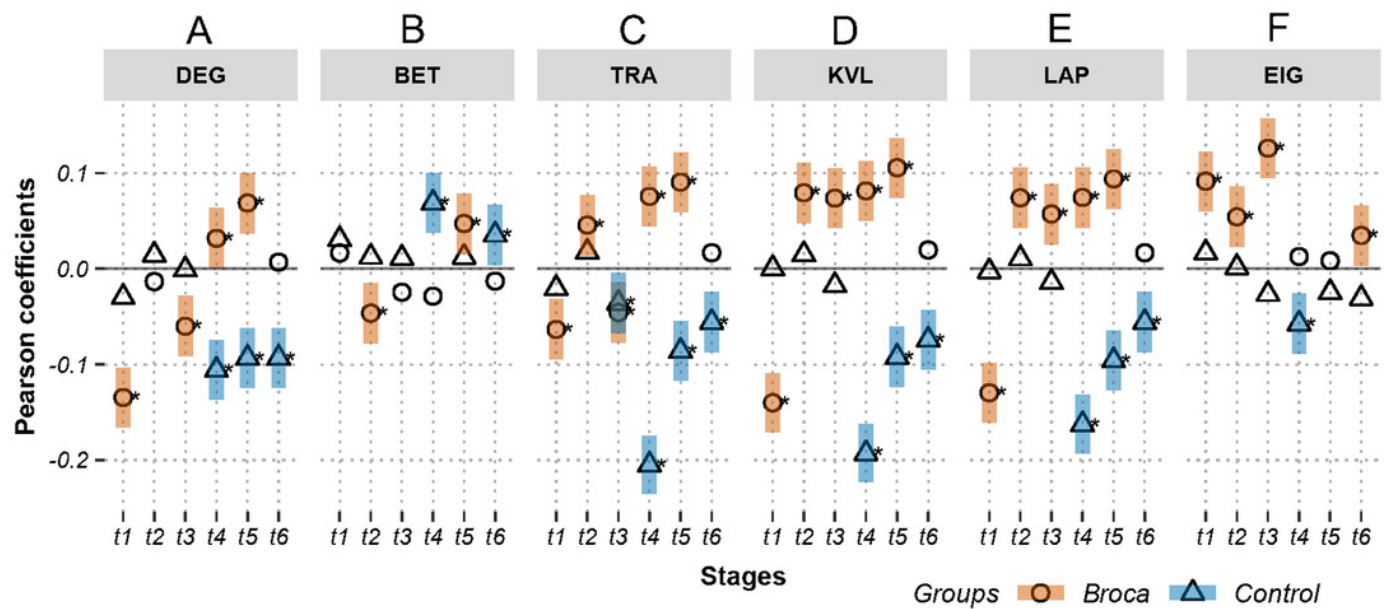 A B C D E F
DEG BET TRA KVL LAP EIG
Pearson coefficients
0.1
0.0
-0.1
-0.2
* * * * * * * * * * * * * * * * * * * * * * * * * * * * * * * * * * * * * * * * *
t1 t2 t3 t4 t5 t6 t1 t2 t3 t4 t5 t6 t1 t2 t3 t4 t5 t6 t1 t2 t3 t4 t5 t6 t1 t2 t3 t4 t5 t6 t1 t2 t3 t4 t5 t6
Stages
Groups Broca Control